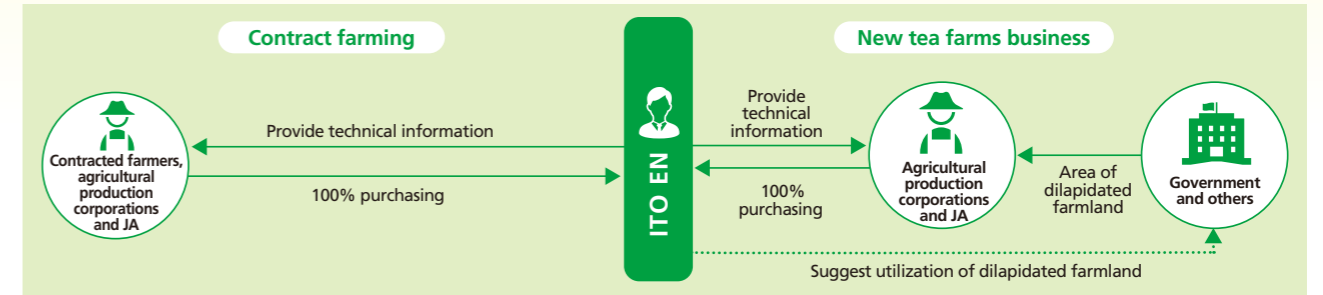 Contract farming
New tea farms business
Contracted farmers,
agricultural
production
corporations
and JA
Provide technical information
100% purchasing
ITO EN
Provide
technical
information
100%
purchasing
Agricultural
production
corporations
and JA
Area of
dilapidated
farmland
Government
and others
Suggest utilization of dilapidated farmland